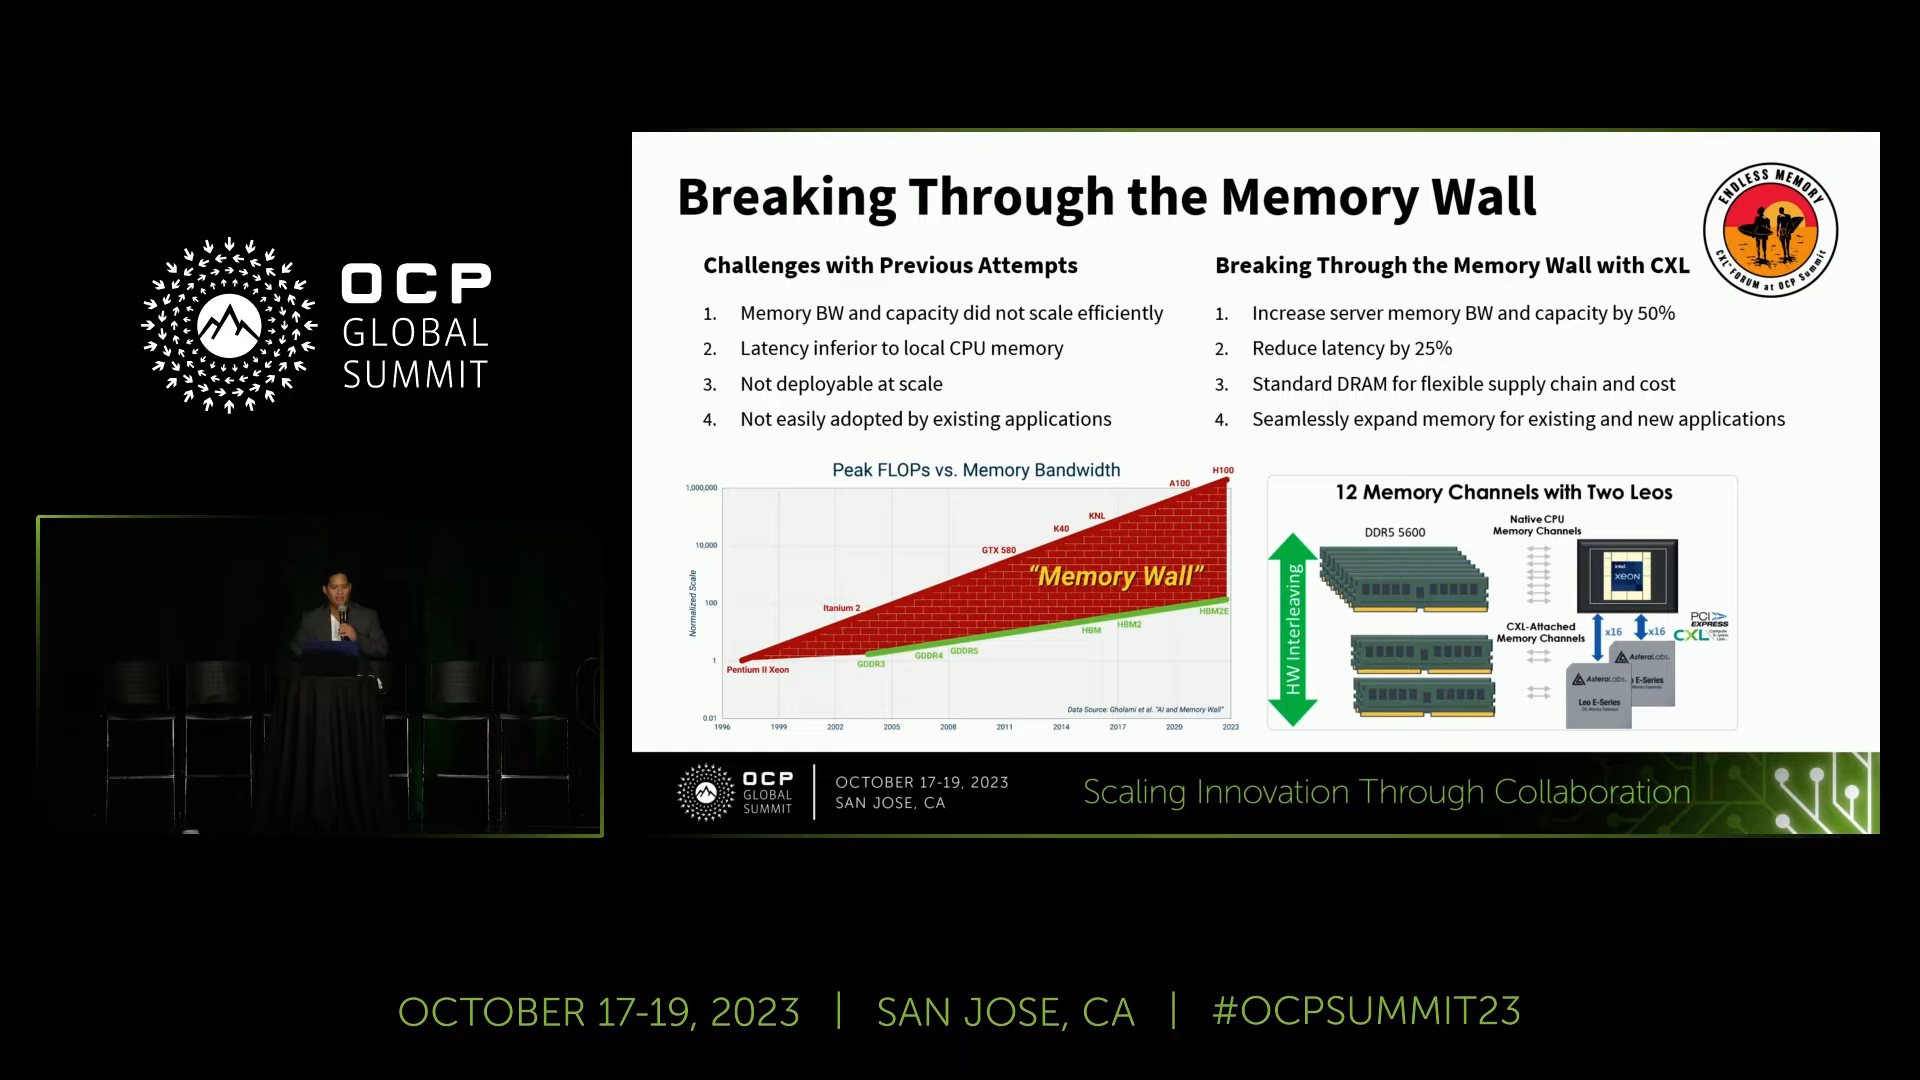 OCP
GLOBAL
SUMMIT
Breaking Through the Memory Wall
ENDLESS MEMORY
CXL™ FORUM at OCP Summit
Challenges with Previous Attempts
1. Memory BW and capacity did not scale efficiently
2. Latency inferior to local CPU memory
3. Not deployable at scale
4. Not easily adopted by existing applications
Breaking Through the Memory Wall with CXL
1. Increase server memory BW and capacity by 50%
2. Reduce latency by 25%
3. Standard DRAM for flexible supply chain and cost
4. Seamlessly expand memory for existing and new applications
Peak FLOPs vs. Memory Bandwidth
Normalized Scale
1,000,000
10,000
100
1
0.01
1996 1999 2002 2005 2008 2011 2014 2017 2020 2023
Pentium II Xeon
Itanium 2
GTX 580
K40
KNL
A100
H100
"Memory Wall"
GDDR3
GDDR4
GDDR5
HBM
HBM2
HBM2E
Data Source: Gholami et al. "AI and Memory Wall"
12 Memory Channels with Two Leos
HW Interleaving
DDR5 5600
Native CPU
Memory Channels
intel.
XEON
CXL-Attached
Memory Channels
x16
x16
PCI
EXPRESS
CXL
AsteraLabs
E-Series
AsteraLabs
Leo E-Series
OCP
GLOBAL
SUMMIT
OCTOBER 17-19, 2023
SAN JOSE, CA
Scaling Innovation Through Collaboration
OCTOBER 17-19, 2023 | SAN JOSE, CA | #OCPSUMMIT23